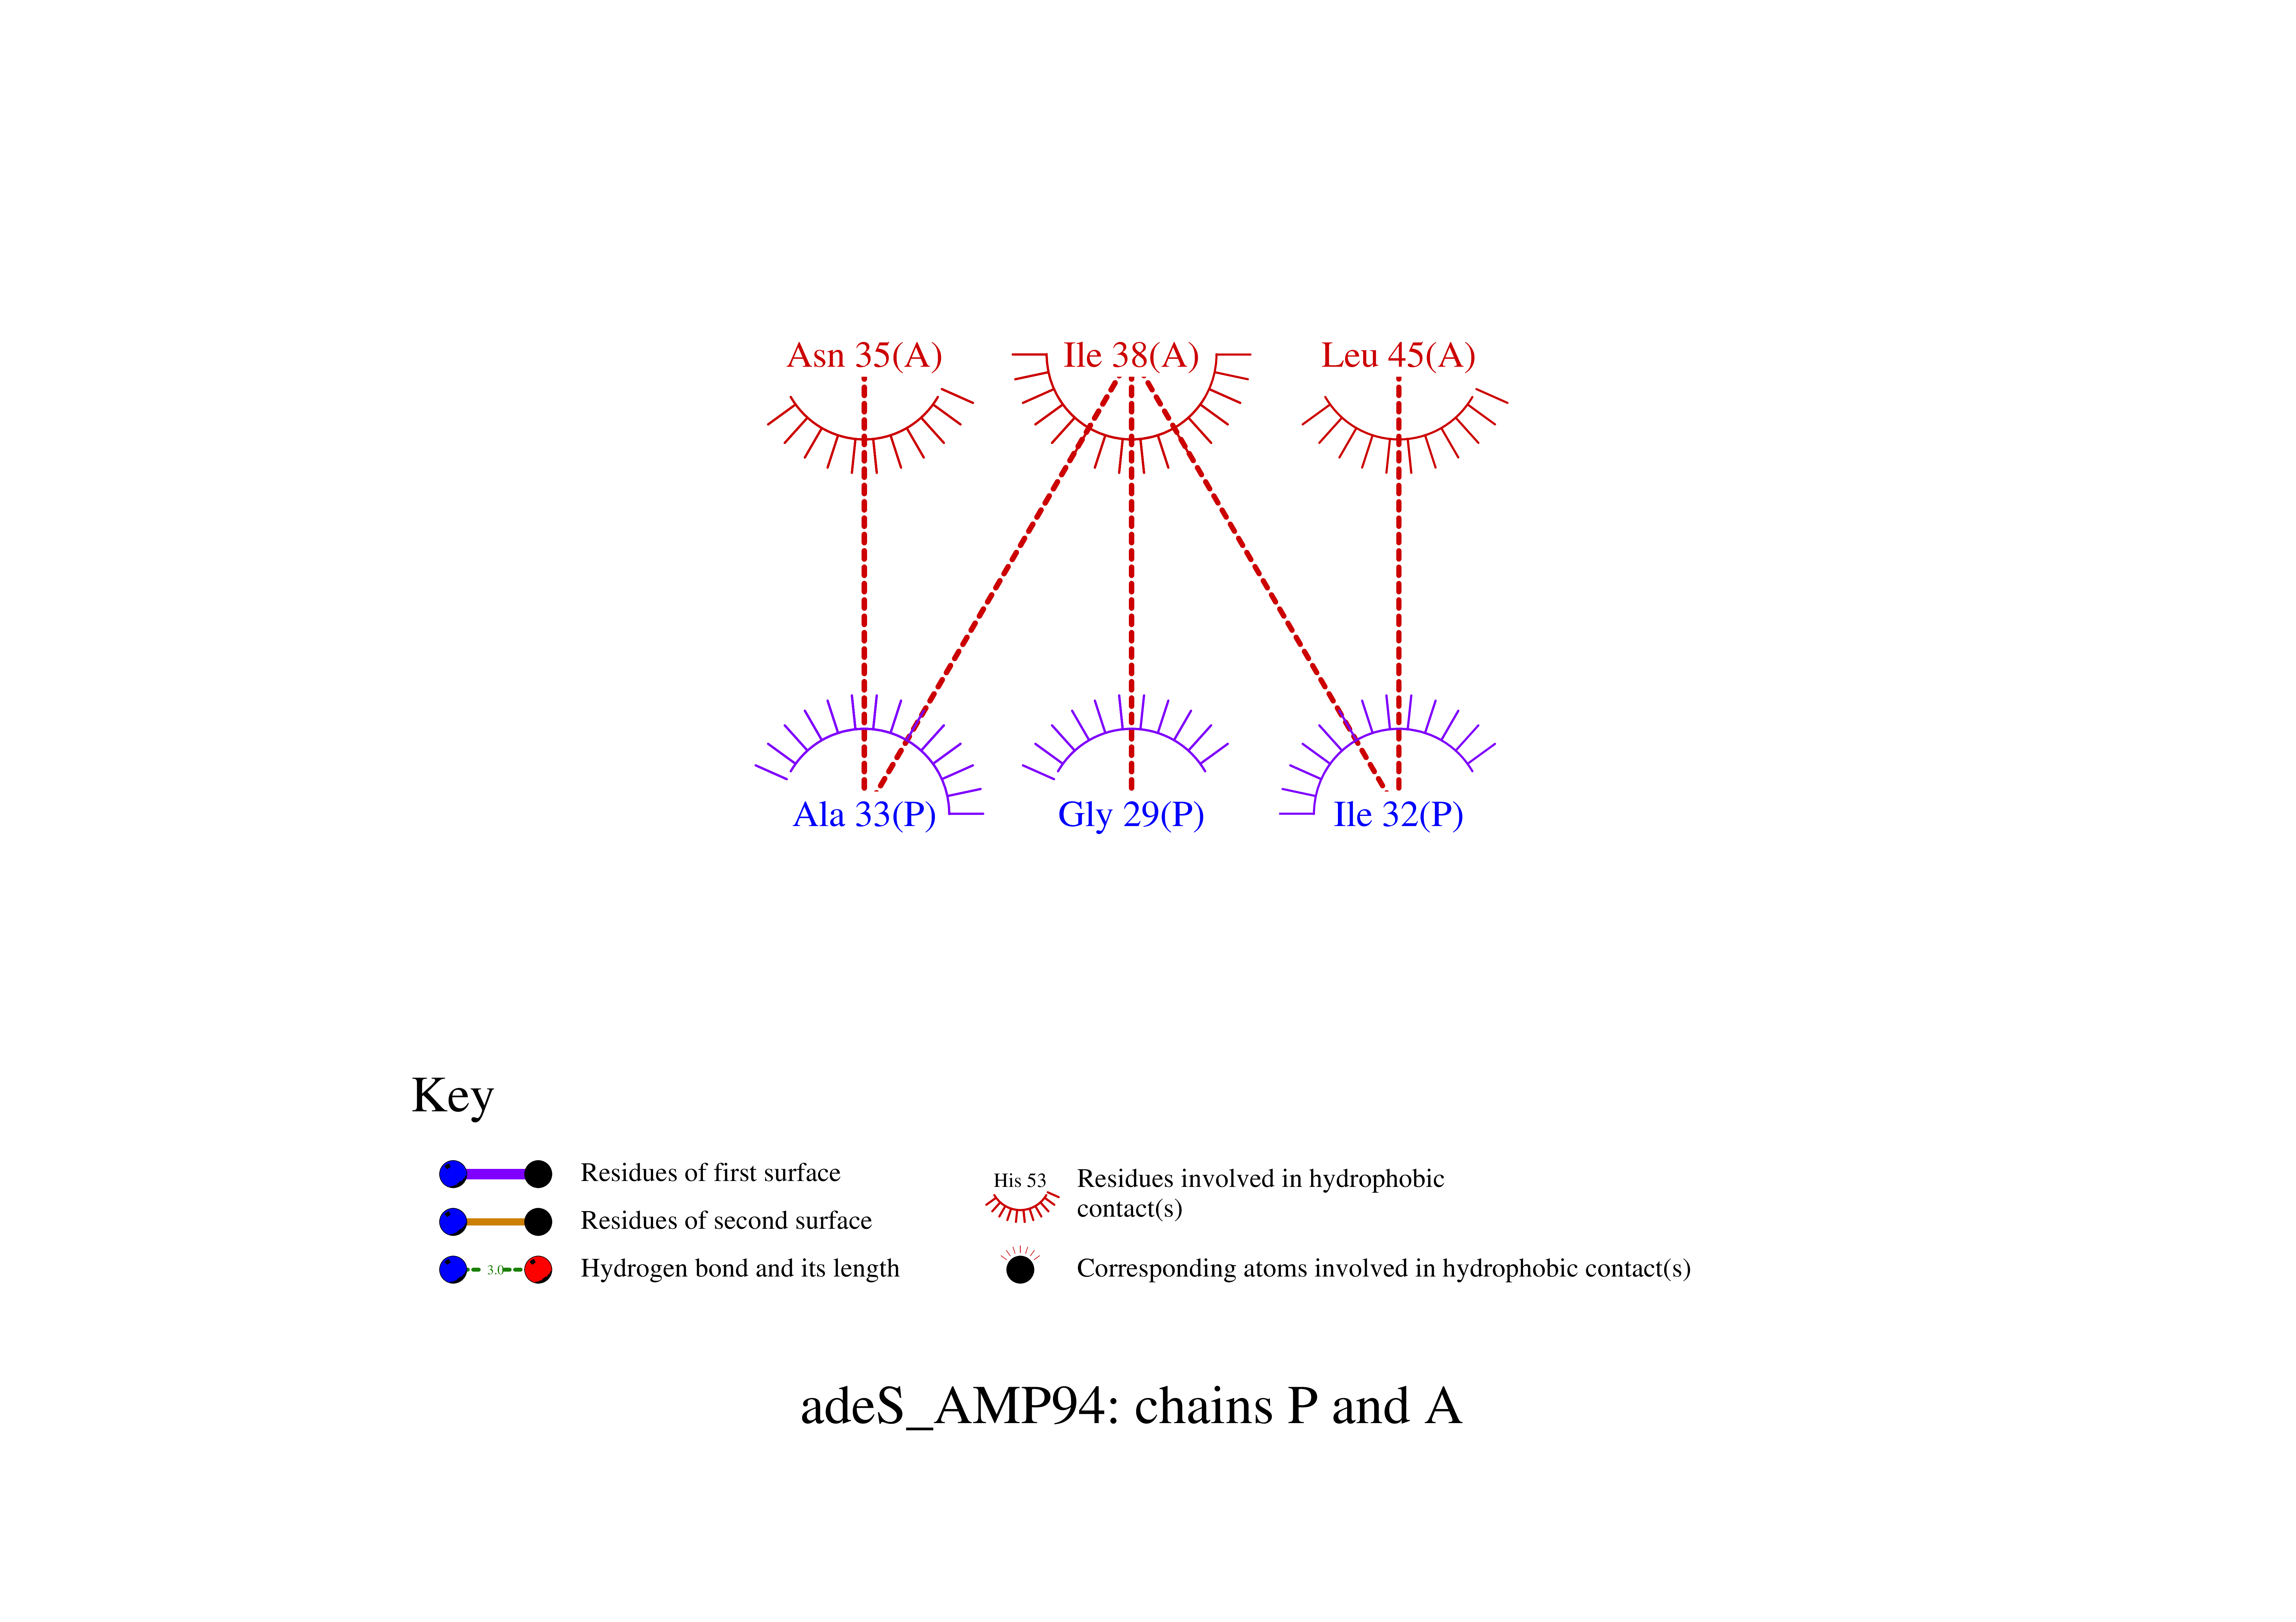 Asn 35(A) Ile 38(A) Leu 45(A)
Ala 33(P) Gly 29(P) Ile 32(P)
Key
Residues of first surface
Residues of second surface
3.0 Hydrogen bond and its length
His 53 Residues involved in hydrophobic
contact(s)
Corresponding atoms involved in hydrophobic contact(s)
adeS_AMP94: chains P and A